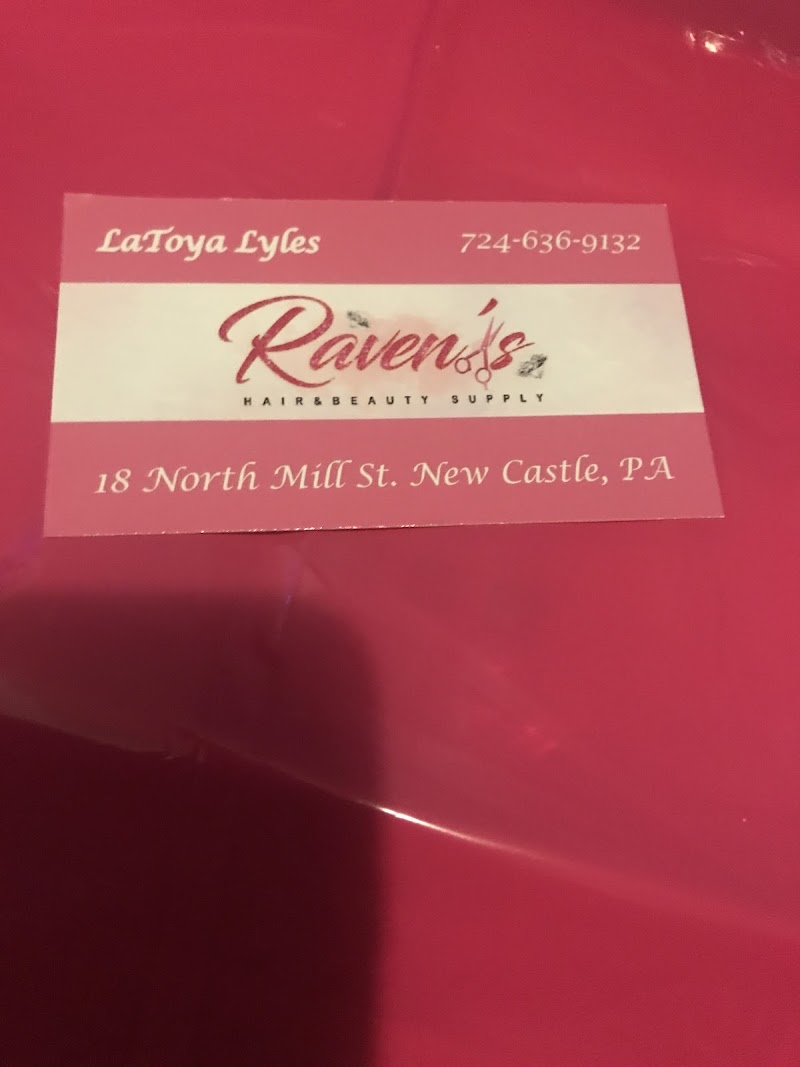 LaToya Lyles 724-636-9132
Raven's
HAIR&BEAUTY SUPPLY
18 North Mill St. New Castle, PA